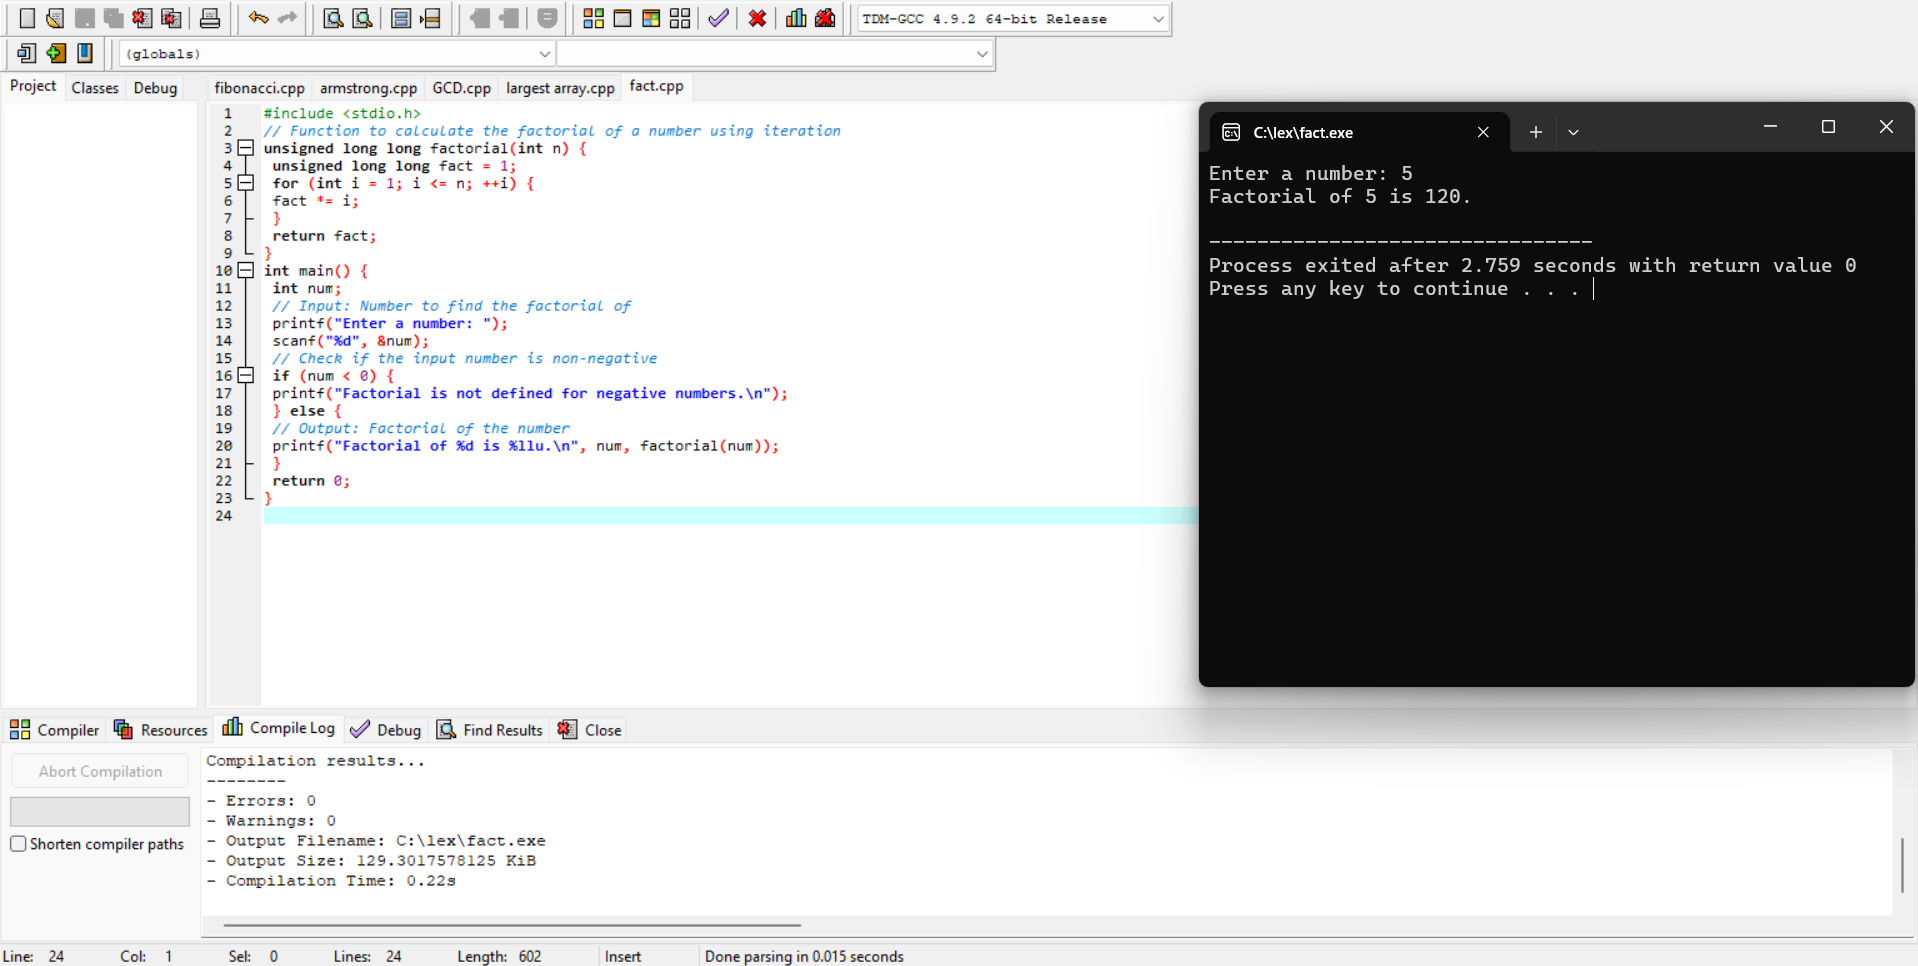 TDM-GCC 4.9.2 64-bit Release
(globals)
Project Classes Debug
fibonacci.cpp armstrong.cpp GCD.cpp largest array.cpp fact.cpp
1 #include <stdio.h>
2 // Function to calculate the factorial of a number using iteration
3 unsigned long long factorial(int n) {
4 unsigned long long fact = 1;
5 for (int i = 1; i <= n; ++i) {
6 fact *= i;
7 }
8 return fact;
9 }
10 int main() {
11 int num;
12 // Input: Number to find the factorial of
13 printf("Enter a number: ");
14 scanf("%d", &num);
15 // Check if the input number is non-negative
16 if (num < 0) {
17 printf("Factorial is not defined for negative numbers.\n");
18 } else {
19 // Output: Factorial of the number
20 printf("Factorial of %d is %llu.\n", num, factorial(num));
21 }
22 return 0;
23 }
24
C:\lex\fact.exe
Enter a number: 5
Factorial of 5 is 120.
--------------------------------
Process exited after 2.759 seconds with return value 0
Press any key to continue . . .
Compiler Resources Compile Log Debug Find Results Close
Abort Compilation
Shorten compiler paths
Compilation results...
--------
- Errors: 0
- Warnings: 0
- Output Filename: C:\lex\fact.exe
- Output Size: 129.3017578125 KiB
- Compilation Time: 0.22s
Line: 24 Col: 1 Sel: 0 Lines: 24 Length: 602 Insert Done parsing in 0.015 seconds